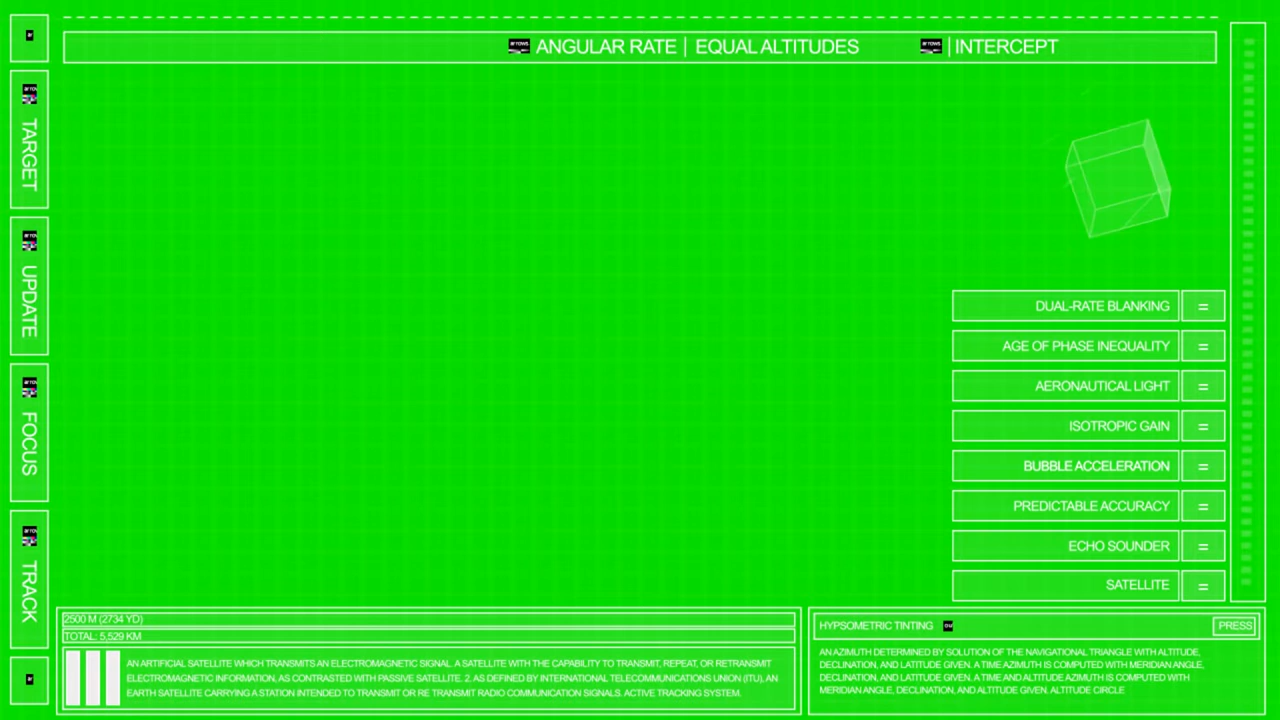 ANGULAR RATE | EQUAL ALTITUDES
| INTERCEPT
TARGET
UPDATE
FOCUS
TRACK
DUAL-RATE BLANKING =
AGE OF PHASE INEQUALITY =
AERONAUTICAL LIGHT =
ISOTROPIC GAIN =
BUBBLE ACCELERATION =
PREDICTABLE ACCURACY =
ECHO SOUNDER =
SATELLITE =
2500 M (2734 YD)
TOTAL: 5,529 KM
AN ARTIFICIAL SATELLITE WHICH TRANSMITS AN ELECTROMAGNETIC SIGNAL. A SATELLITE WITH THE CAPABILITY TO TRANSMIT, REPEAT, OR RETRANSMIT
ELECTROMAGNETIC INFORMATION, AS CONTRASTED WITH PASSIVE SATELLITE. 2. AS DEFINED BY INTERNATIONAL TELECOMMUNICATIONS UNION (ITU), AN
EARTH SATELLITE CARRYING A STATION INTENDED TO TRANSMIT OR RE TRANSMIT RADIO COMMUNICATION SIGNALS. ACTIVE TRACKING SYSTEM.
HYPSOMETRIC TINTING
PRESS
AN AZIMUTH DETERMINED BY SOLUTION OF THE NAVIGATIONAL TRIANGLE WITH ALTITUDE,
DECLINATION, AND LATITUDE GIVEN. A TIME AZIMUTH IS COMPUTED WITH MERIDIAN ANGLE,
DECLINATION, AND LATITUDE GIVEN. A TIME AND ALTITUDE AZIMUTH IS COMPUTED WITH
MERIDIAN ANGLE, DECLINATION, AND ALTITUDE GIVEN. ALTITUDE CIRCLE